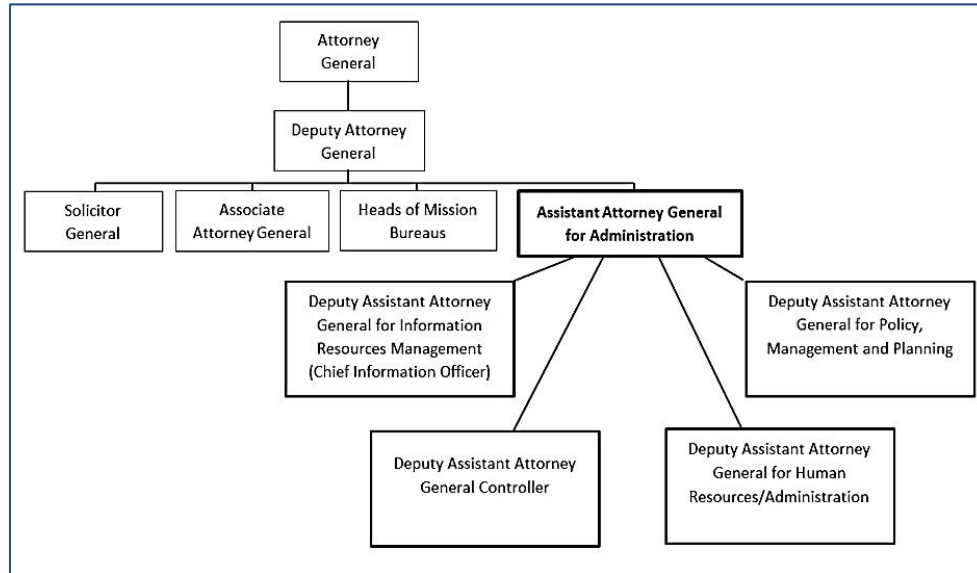 Attorney
General
Deputy Attorney
General
Solicitor
General
Associate
Attorney General
Heads of Mission
Bureaus
Assistant Attorney General
for Administration
Deputy Assistant Attorney
General for Information
Resources Management
(Chief Information Officer)
Deputy Assistant Attorney
General for Policy,
Management and Planning
Deputy Assistant Attorney
General Controller
Deputy Assistant Attorney
General for Human
Resources/Administration